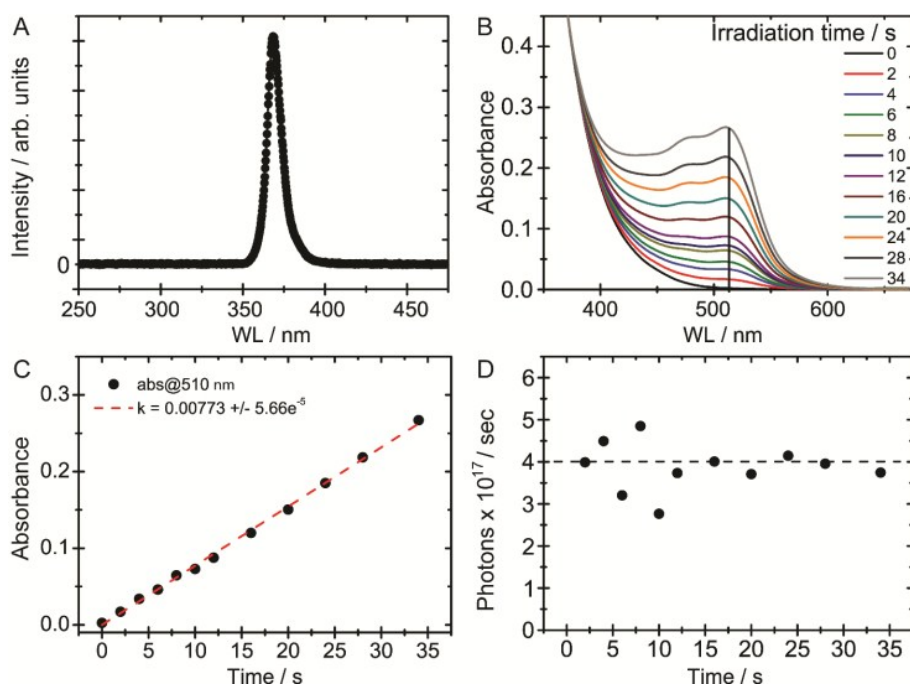 A
Intensity / arb. units
0
250 300 350 400 450
WL / nm
B
Irradiation time / s
0
2
4
6
8
10
12
16
20
24
28
34
Absorbance
0.4
0.3
0.2
0.1
0.0
400 500 600
WL / nm
C
abs@510 nm
k = 0.00773 +/- 5.66e⁻⁵
Absorbance
0.3
0.2
0.1
0.0
0 5 10 15 20 25 30 35
Time / s
D
Photons x 10¹⁷ / sec
6
5
4
3
2
1
0
0 5 10 15 20 25 30 35
Time / s